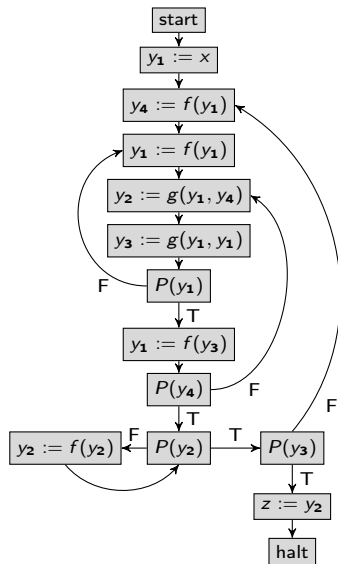 start
y₁ := x
y₄ := f(y₁)
y₁ := f(y₁)
y₂ := g(y₁, y₄)
y₃ := g(y₁, y₁)
F
P(y₁)
T
y₁ := f(y₃)
P(y₄)
F
T
y₂ := f(y₂)
F
P(y₂)
T
P(y₃)
F
T
z := y₂
halt